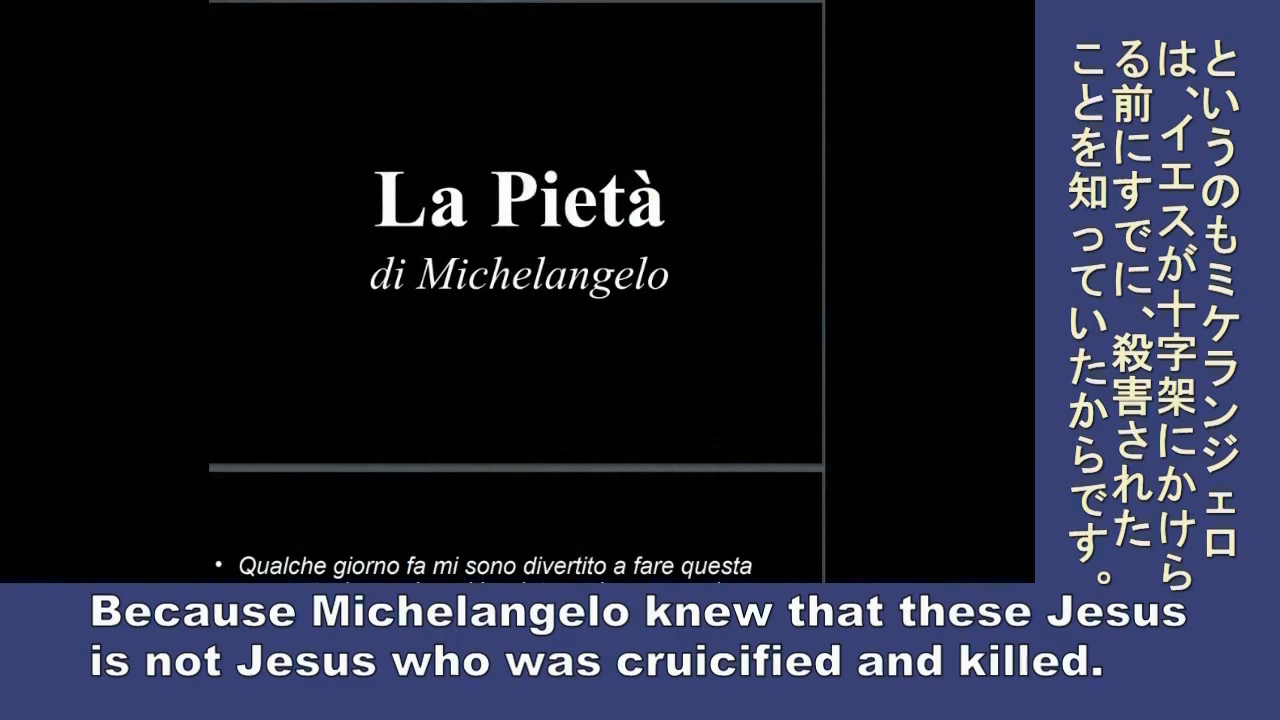 La Pietà
di Michelangelo
• Qualche giorno fa mi sono divertito a fare questa
というのもミケランジェロ
は、イエスが十字架にかけら
る前にすでに、殺害された
ことを知っていたからです。
Because Michelangelo knew that these Jesus
is not Jesus who was cruicified and killed.